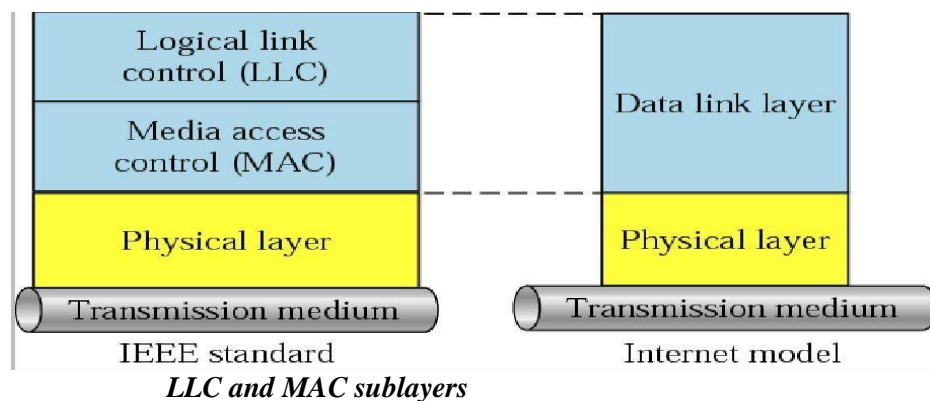 Logical link
control (LLC)
Media access
control (MAC)
Physical layer
Transmission medium
IEEE standard
Data link layer
Physical layer
Transmission medium
Internet model
LLC and MAC sublayers